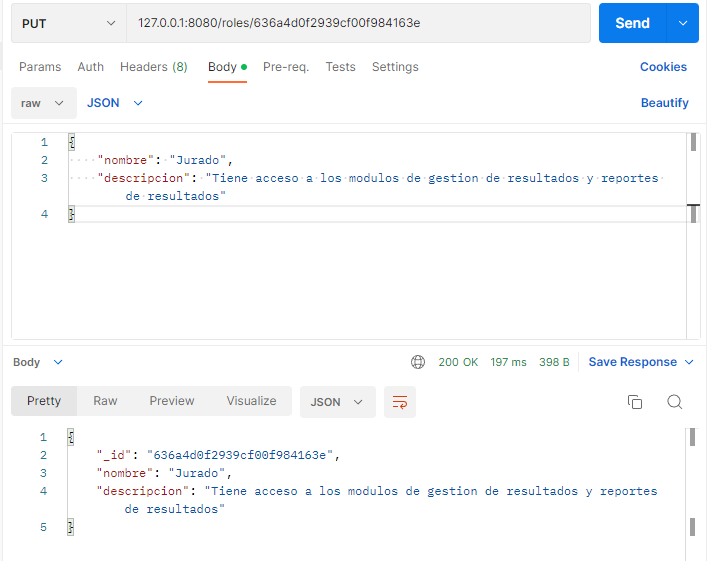 PUT 127.0.0.1:8080/roles/636a4d0f2939cf00f984163e Send
Params Auth Headers (8) Body Pre-req. Tests Settings Cookies
raw JSON Beautify
1 {
2 "nombre": "Jurado",
3 "descripcion": "Tiene acceso a los modulos de gestion de resultados y reportes
de resultados"
4 }
Body 200 OK 197 ms 398 B Save Response
Pretty Raw Preview Visualize JSON
1 {
2 "_id": "636a4d0f2939cf00f984163e",
3 "nombre": "Jurado",
4 "descripcion": "Tiene acceso a los modulos de gestion de resultados y reportes
de resultados"
5 }